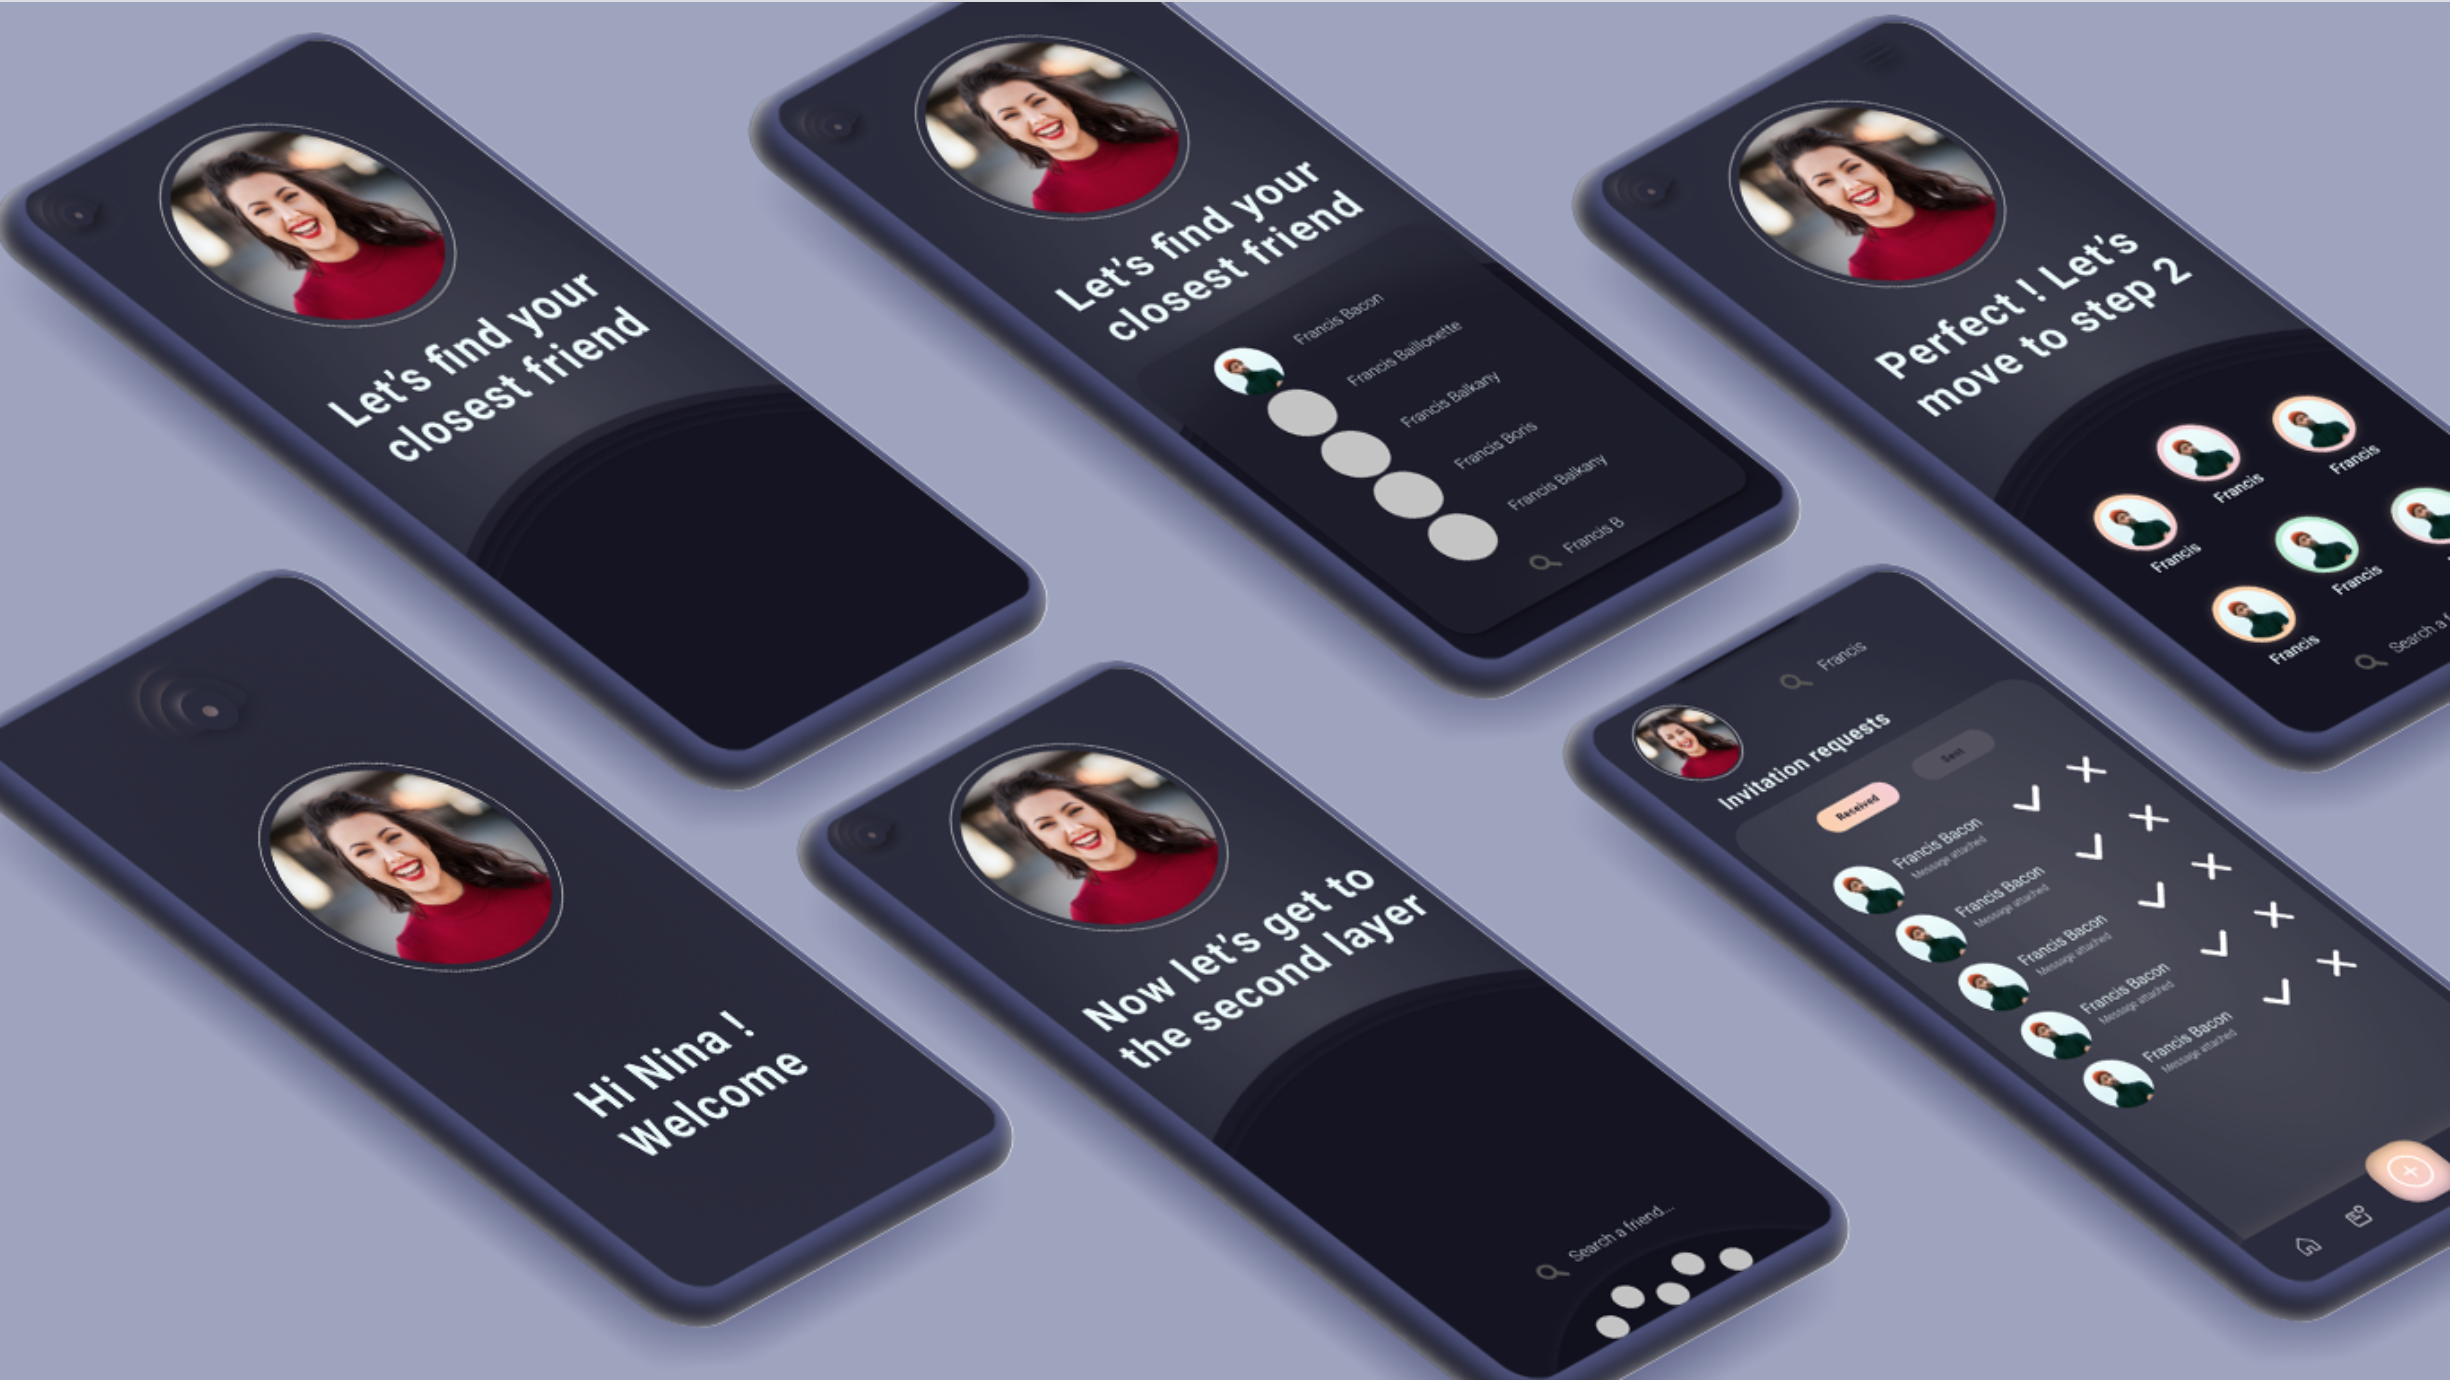 Let's find your
closest friend
Let's find your
closest friend
Francis Bacon
Francis Baillonette
Francis Balkany
Francis Boris
Francis Balkany
Francis B
Perfect ! Let's
move to step 2
Francis
Francis
Francis
Francis
Francis
Search a f
Hi Nina !
Welcome
Now let's get to
the second layer
Search a friend...
Francis
Invitation requests
Received
Sent
Francis Bacon
Message attached
Francis Bacon
Message attached
Francis Bacon
Message attached
Francis Bacon
Message attached
Francis Bacon
Message attached